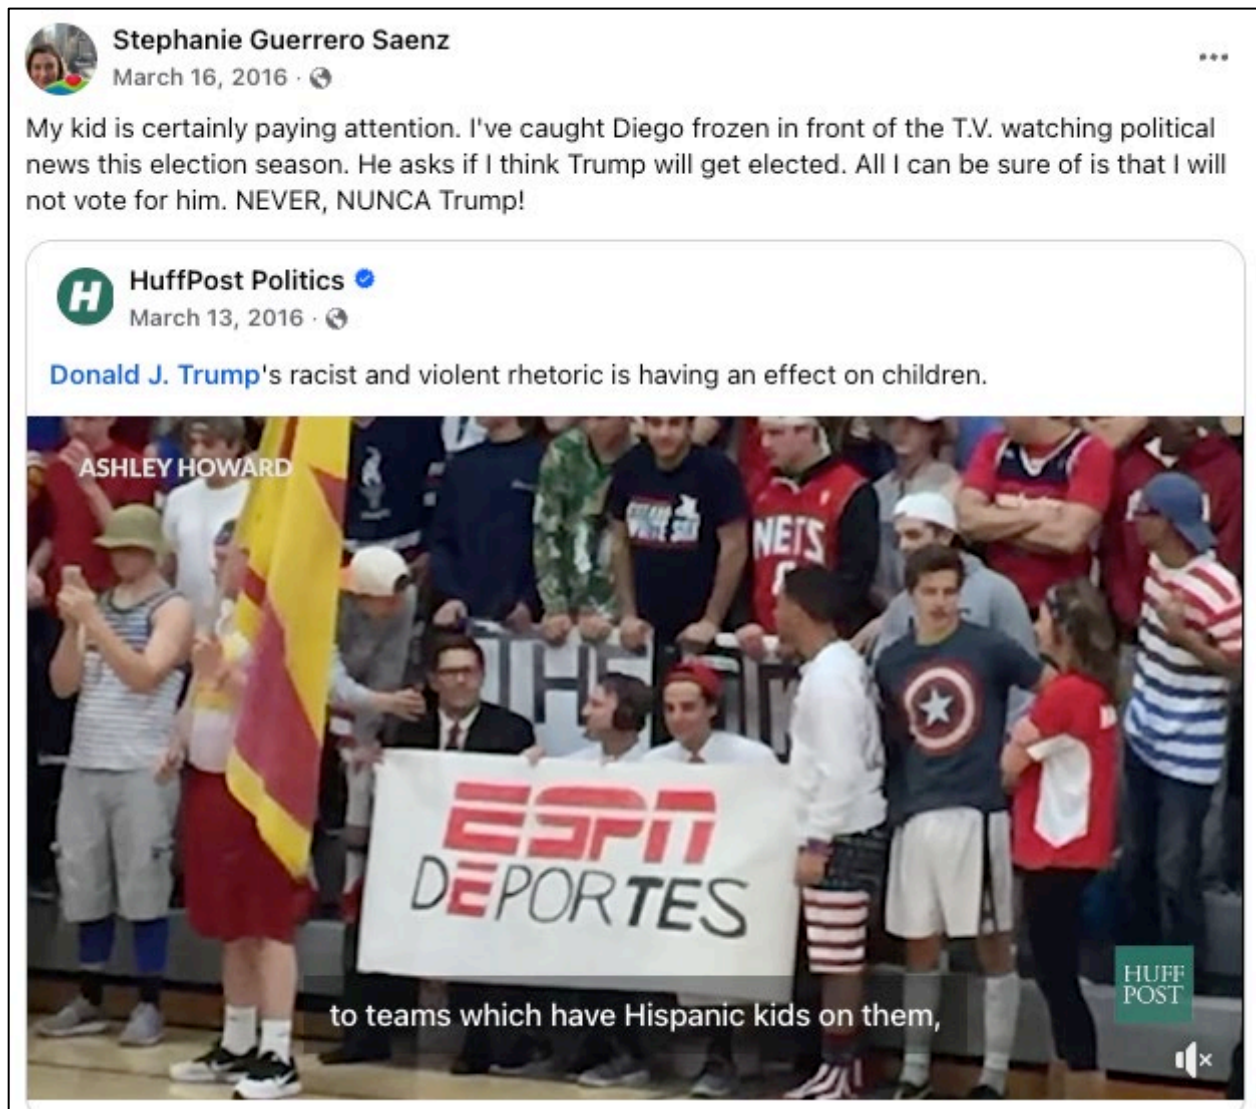 Stephanie Guerrero Saenz
March 16, 2016
My kid is certainly paying attention. I've caught Diego frozen in front of the T.V. watching political
news this election season. He asks if I think Trump will get elected. All I can be sure of is that I will
not vote for him. NEVER, NUNCA Trump!
H
HuffPost Politics
March 13, 2016
Donald J. Trump's racist and violent rhetoric is having an effect on children.
ASHLEY HOWARD
WHITE SOX
NETS
THE
ESPN
DEPORTES
HUFF
POST
to teams which have Hispanic kids on them,